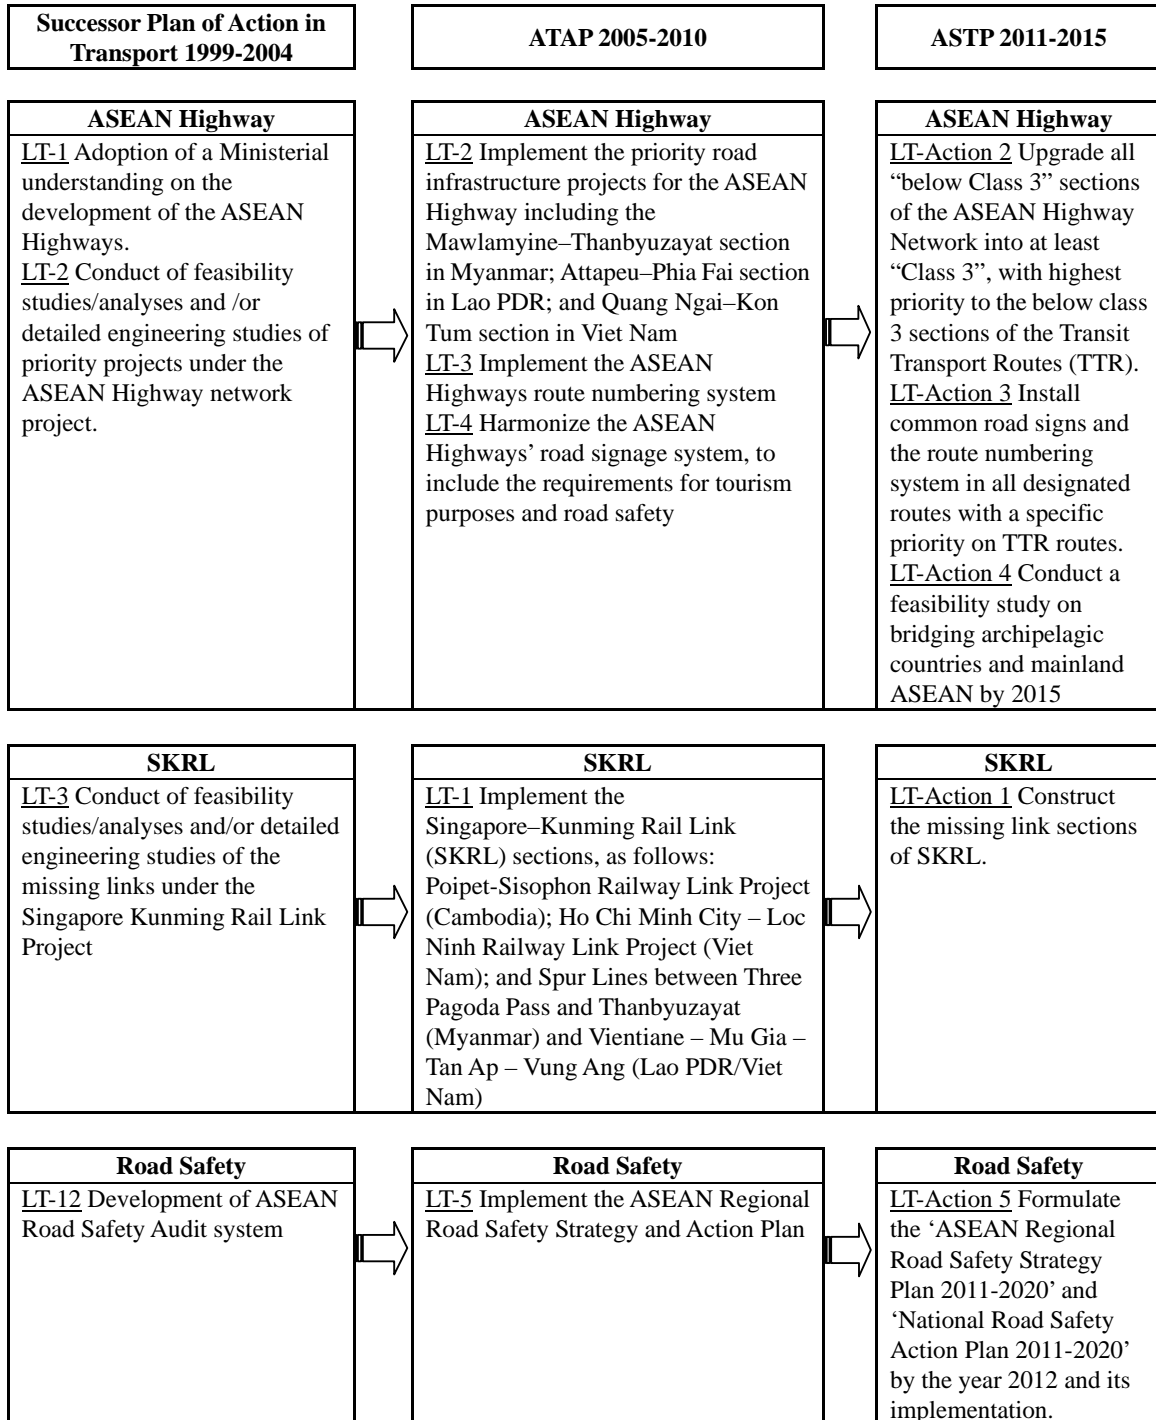 Successor Plan of Action in
Transport 1999-2004
ATAP 2005-2010
ASTP 2011-2015
ASEAN Highway
LT-1 Adoption of a Ministerial
understanding on the
development of the ASEAN
Highways.
LT-2 Conduct of feasibility
studies/analyses and /or
detailed engineering studies of
priority projects under the
ASEAN Highway network
project.
ASEAN Highway
LT-2 Implement the priority road
infrastructure projects for the ASEAN
Highway including the
Mawlamyine–Thanbyuzayat section
in Myanmar; Attapeu–Phia Fai section
in Lao PDR; and Quang Ngai–Kon
Tum section in Viet Nam
LT-3 Implement the ASEAN
Highways route numbering system
LT-4 Harmonize the ASEAN
Highways’ road signage system, to
include the requirements for tourism
purposes and road safety
ASEAN Highway
LT-Action 2 Upgrade all
“below Class 3” sections
of the ASEAN Highway
Network into at least
“Class 3”, with highest
priority to the below class
3 sections of the Transit
Transport Routes (TTR).
LT-Action 3 Install
common road signs and
the route numbering
system in all designated
routes with a specific
priority on TTR routes.
LT-Action 4 Conduct a
feasibility study on
bridging archipelagic
countries and mainland
ASEAN by 2015
SKRL
LT-3 Conduct of feasibility
studies/analyses and/or detailed
engineering studies of the
missing links under the
Singapore Kunming Rail Link
Project
SKRL
LT-1 Implement the
Singapore–Kunming Rail Link
(SKRL) sections, as follows:
Poipet-Sisophon Railway Link Project
(Cambodia); Ho Chi Minh City – Loc
Ninh Railway Link Project (Viet
Nam); and Spur Lines between Three
Pagoda Pass and Thanbyuzayat
(Myanmar) and Vientiane – Mu Gia –
Tan Ap – Vung Ang (Lao PDR/Viet
Nam)
SKRL
LT-Action 1 Construct
the missing link sections
of SKRL.
Road Safety
LT-12 Development of ASEAN
Road Safety Audit system
Road Safety
LT-5 Implement the ASEAN Regional
Road Safety Strategy and Action Plan
Road Safety
LT-Action 5 Formulate
the ‘ASEAN Regional
Road Safety Strategy
Plan 2011-2020’ and
‘National Road Safety
Action Plan 2011-2020’
by the year 2012 and its
implementation.